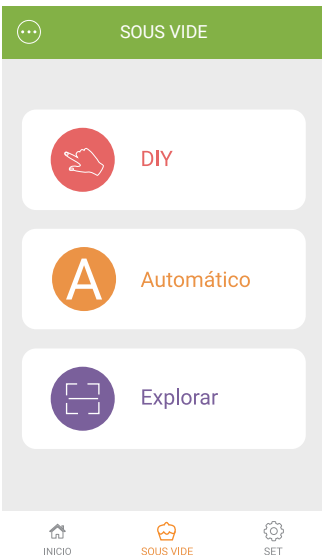 SOUS VIDE
DIY
A
Automático
Explorar
INICIO
SOUS VIDE
SET